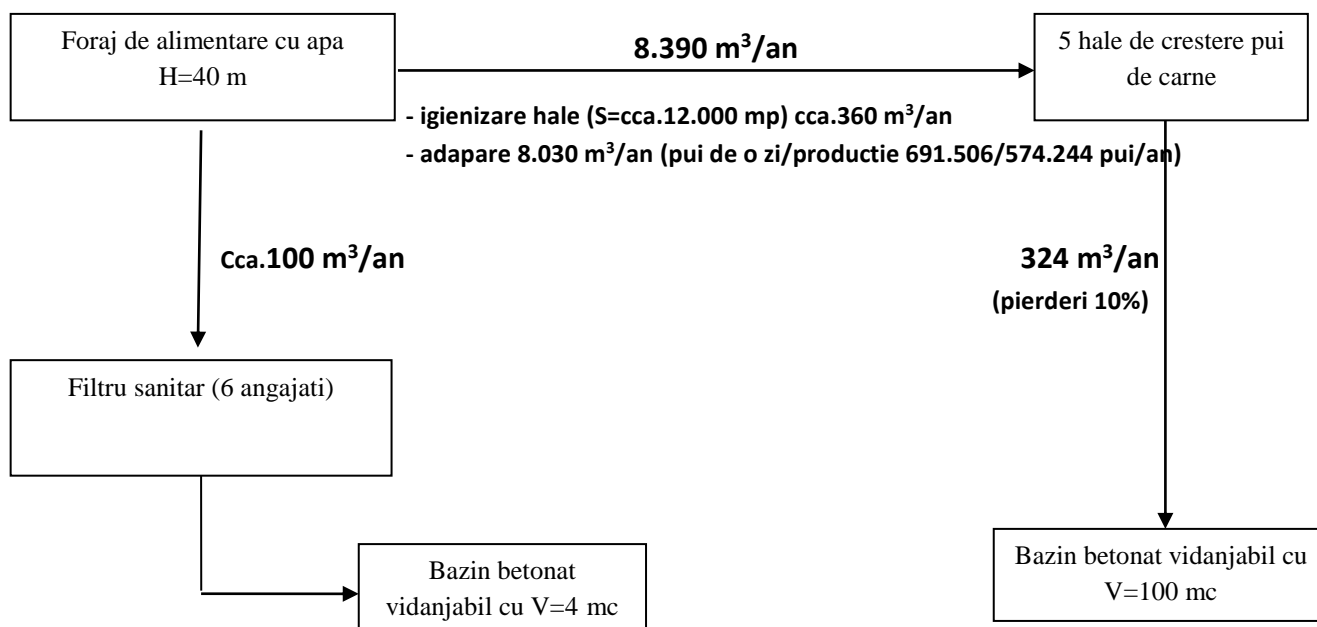 Foraj de alimentare cu apa
H=40 m
8.390 m³/an
5 hale de crestere pui
de carne
- igienizare hale (S=cca.12.000 mp) cca.360 m³/an
- adapare 8.030 m³/an (pui de o zi/productie 691.506/574.244 pui/an)
Cca.100 m³/an
324 m³/an
(pierderi 10%)
Filtru sanitar (6 angajati)
Bazin betonat
vidanjabil cu V=4 mc
Bazin betonat vidanjabil cu
V=100 mc